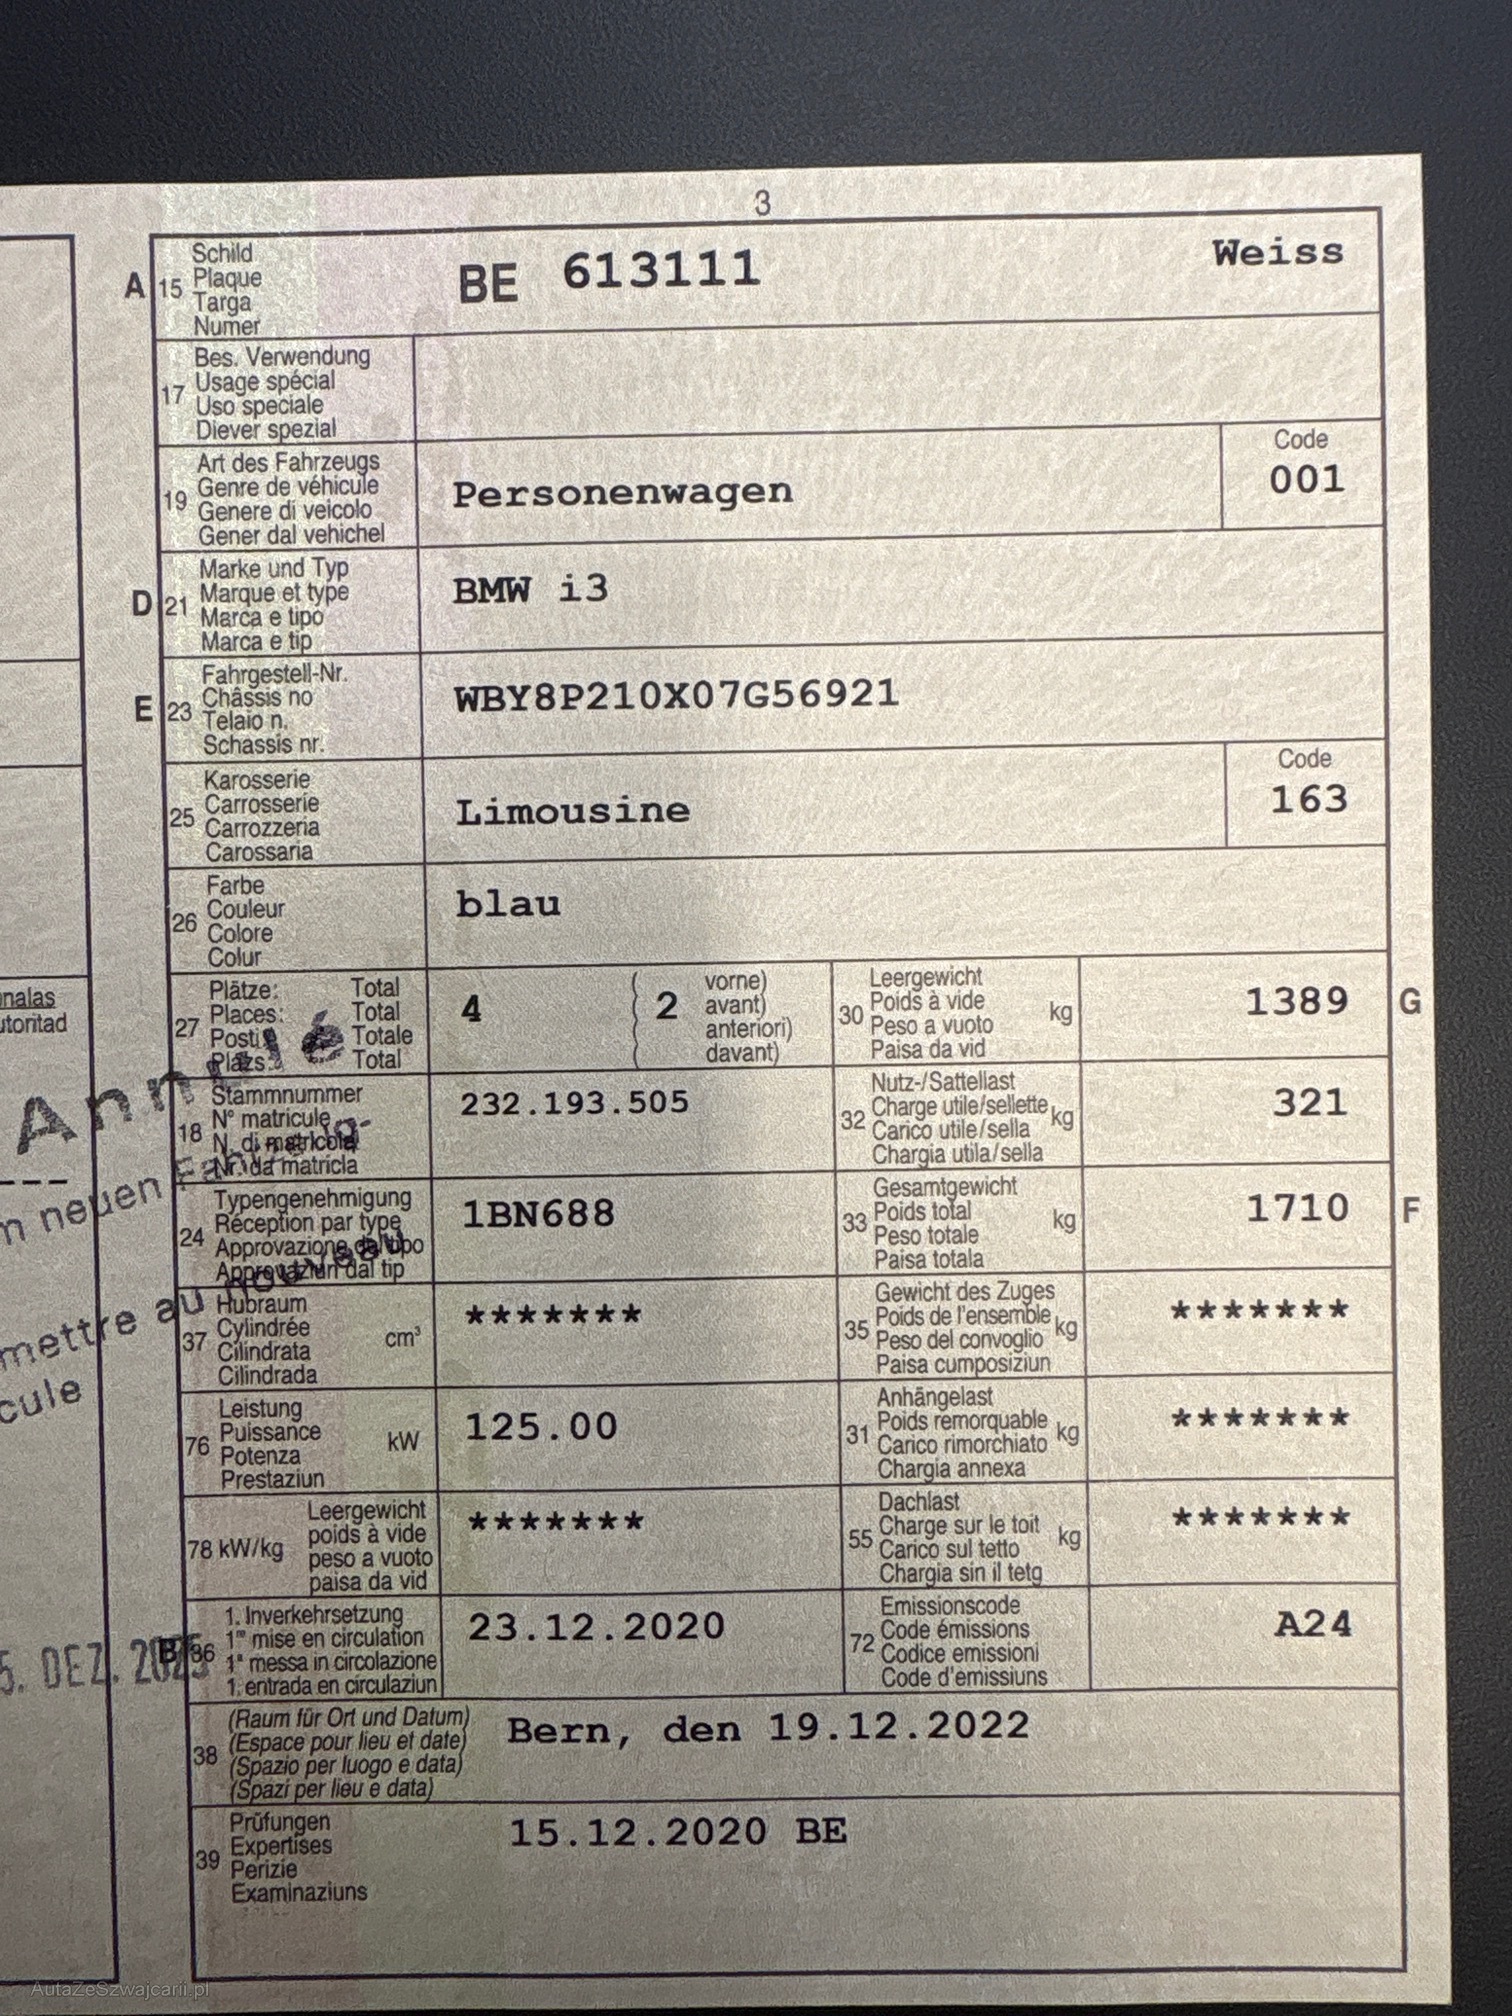 3
A 15 Schild
Plaque
Targa
Numer
BE 613111
Weiss
17 Bes. Verwendung
Usage spécial
Uso speciale
Diever spezial
19 Art des Fahrzeugs
Genre de véhicule
Genere di veicolo
Gener dal vehichel
Personenwagen
Code
001
D 21 Marke und Typ
Marque et type
Marca e tipo
Marca e tip
BMW i3
E 23 Fahrgestell-Nr.
Châssis no
Telaio n.
Schassis nr.
WBY8P210X07G56921
25 Karosserie
Carrosserie
Carrozzeria
Carossaria
Limousine
Code
163
26 Farbe
Couleur
Colore
Colur
blau
27 Plätze: Total
Places: Total
Posti: Totale
Plazs: Total
4
2
vorne)
avant)
anteriori)
davant)
30 Leergewicht
Poids à vide
Peso a vuoto
Paisa da vid
kg
1389 G
18 Stammnummer
N° matricule
N. di matricola
Nr. da matricla
232.193.505
32 Nutz-/Sattellast
Charge utile/sellette
Carico utile/sella
Chargia utila/sella
kg
321
24 Typengenehmigung
Réception par type
Approvazione del tipo
Approvaziun dal tip
1BN688
33 Gesamtgewicht
Poids total
Peso totale
Paisa totala
kg
1710 F
37 Hubraum
Cylindrée
Cilindrata
Cilindrada
cm³
*******
35 Gewicht des Zuges
Poids de l'ensemble
Peso del convoglio
Paisa cumposiziun
kg
*******
76 Leistung
Puissance
Potenza
Prestaziun
kW
125.00
31 Anhängelast
Poids remorquable
Carico rimorchiato
Chargia annexa
kg
*******
78 kW/kg
Leergewicht
poids à vide
peso a vuoto
paisa da vid
*******
55 Dachlast
Charge sur le toit
Carico sul tetto
Chargia sin il tetg
kg
*******
B 36 1. Inverkehrsetzung
1re mise en circulation
1a messa in circolazione
1. entrada en circulaziun
23.12.2020
72 Emissionscode
Code émissions
Codice emissioni
Code d'emissiuns
A24
38 (Raum für Ort und Datum)
(Espace pour lieu et date)
(Spazio per luogo e data)
(Spazi per lieu e data)
Bern, den 19.12.2022
39 Prüfungen
Expertises
Perizie
Examinaziuns
15.12.2020 BE
nalas
utoritad
---
neuen
mettre au nouveau
cule
5. DEZ. 2025
AutaZeSzwajcarii.pl